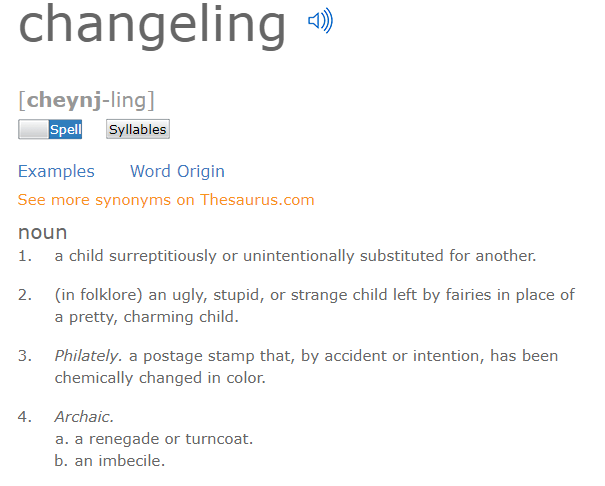 changeling
[cheynj-ling]
Spell Syllables
Examples Word Origin
See more synonyms on Thesaurus.com
noun
1. a child surreptitiously or unintentionally substituted for another.
2. (in folklore) an ugly, stupid, or strange child left by fairies in place of
a pretty, charming child.
3. Philately. a postage stamp that, by accident or intention, has been
chemically changed in color.
4. Archaic.
a. a renegade or turncoat.
b. an imbecile.